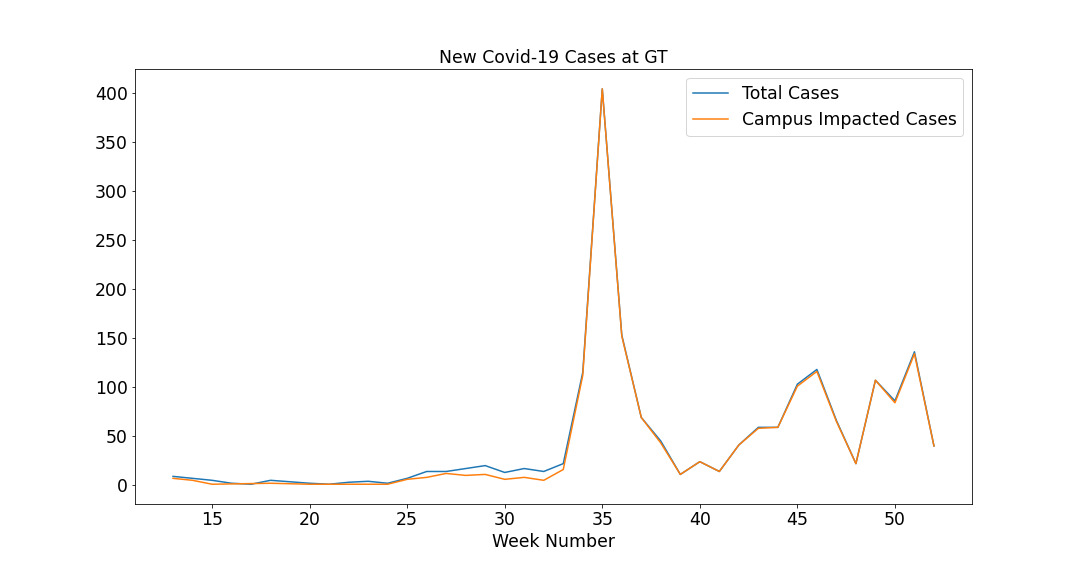 New Covid-19 Cases at GT
Total Cases
Campus Impacted Cases
400
350
300
250
200
150
100
50
0
15 20 25 30 35 40 45 50
Week Number